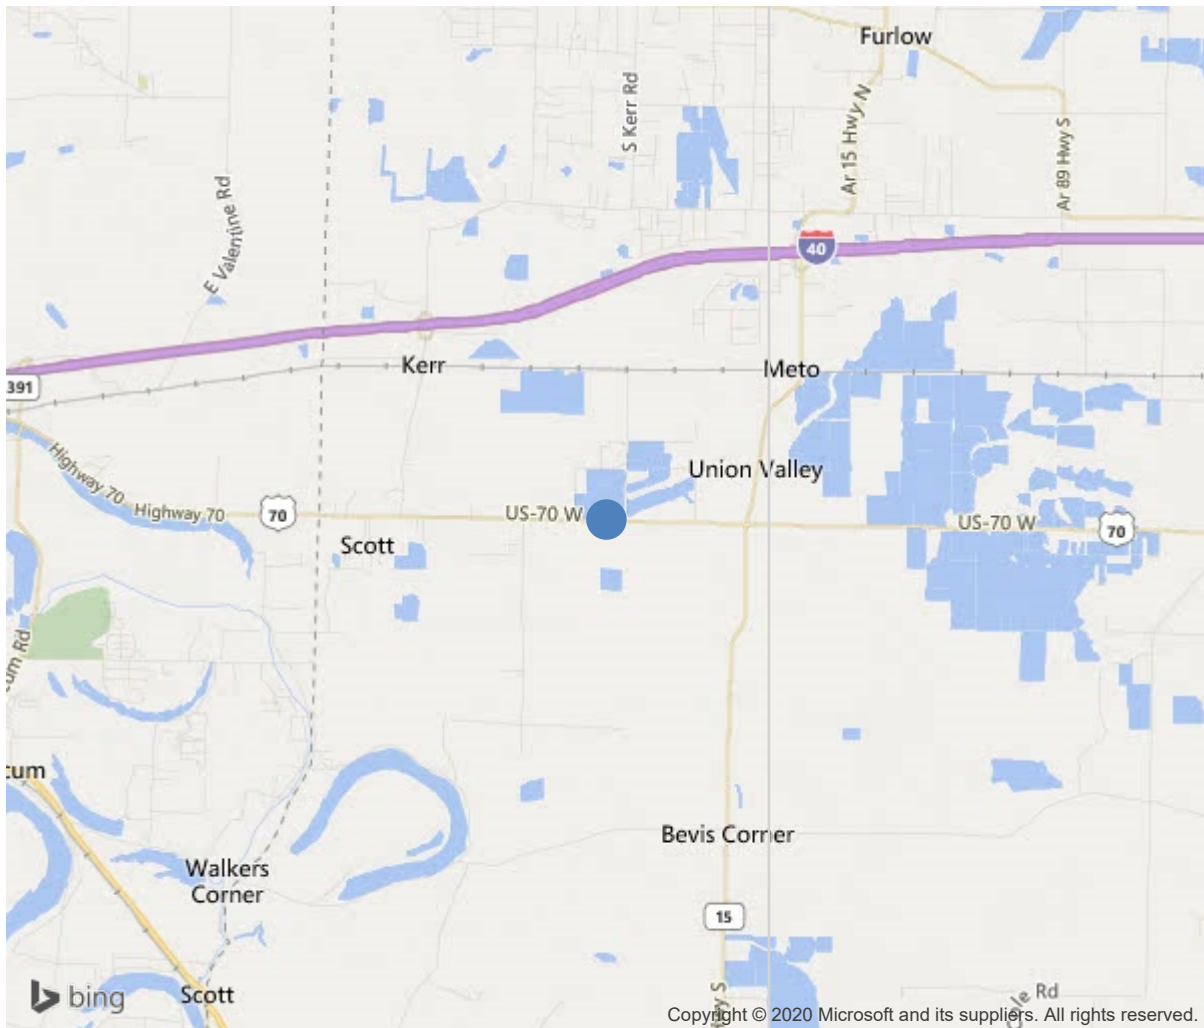 Furlow
S Kerr Rd
Ar 15 Hwy N
Ar 89 Hwy S
E Valentine Rd
40
Kerr
Meto
391
Highway 70
Highway 70
70
US-70 W
Union Valley
US-70 W
70
Scott
Rd
Bevis Corner
Walkers
Corner
15
bing
Scott
Rd
Copyright © 2020 Microsoft and its suppliers. All rights reserved.